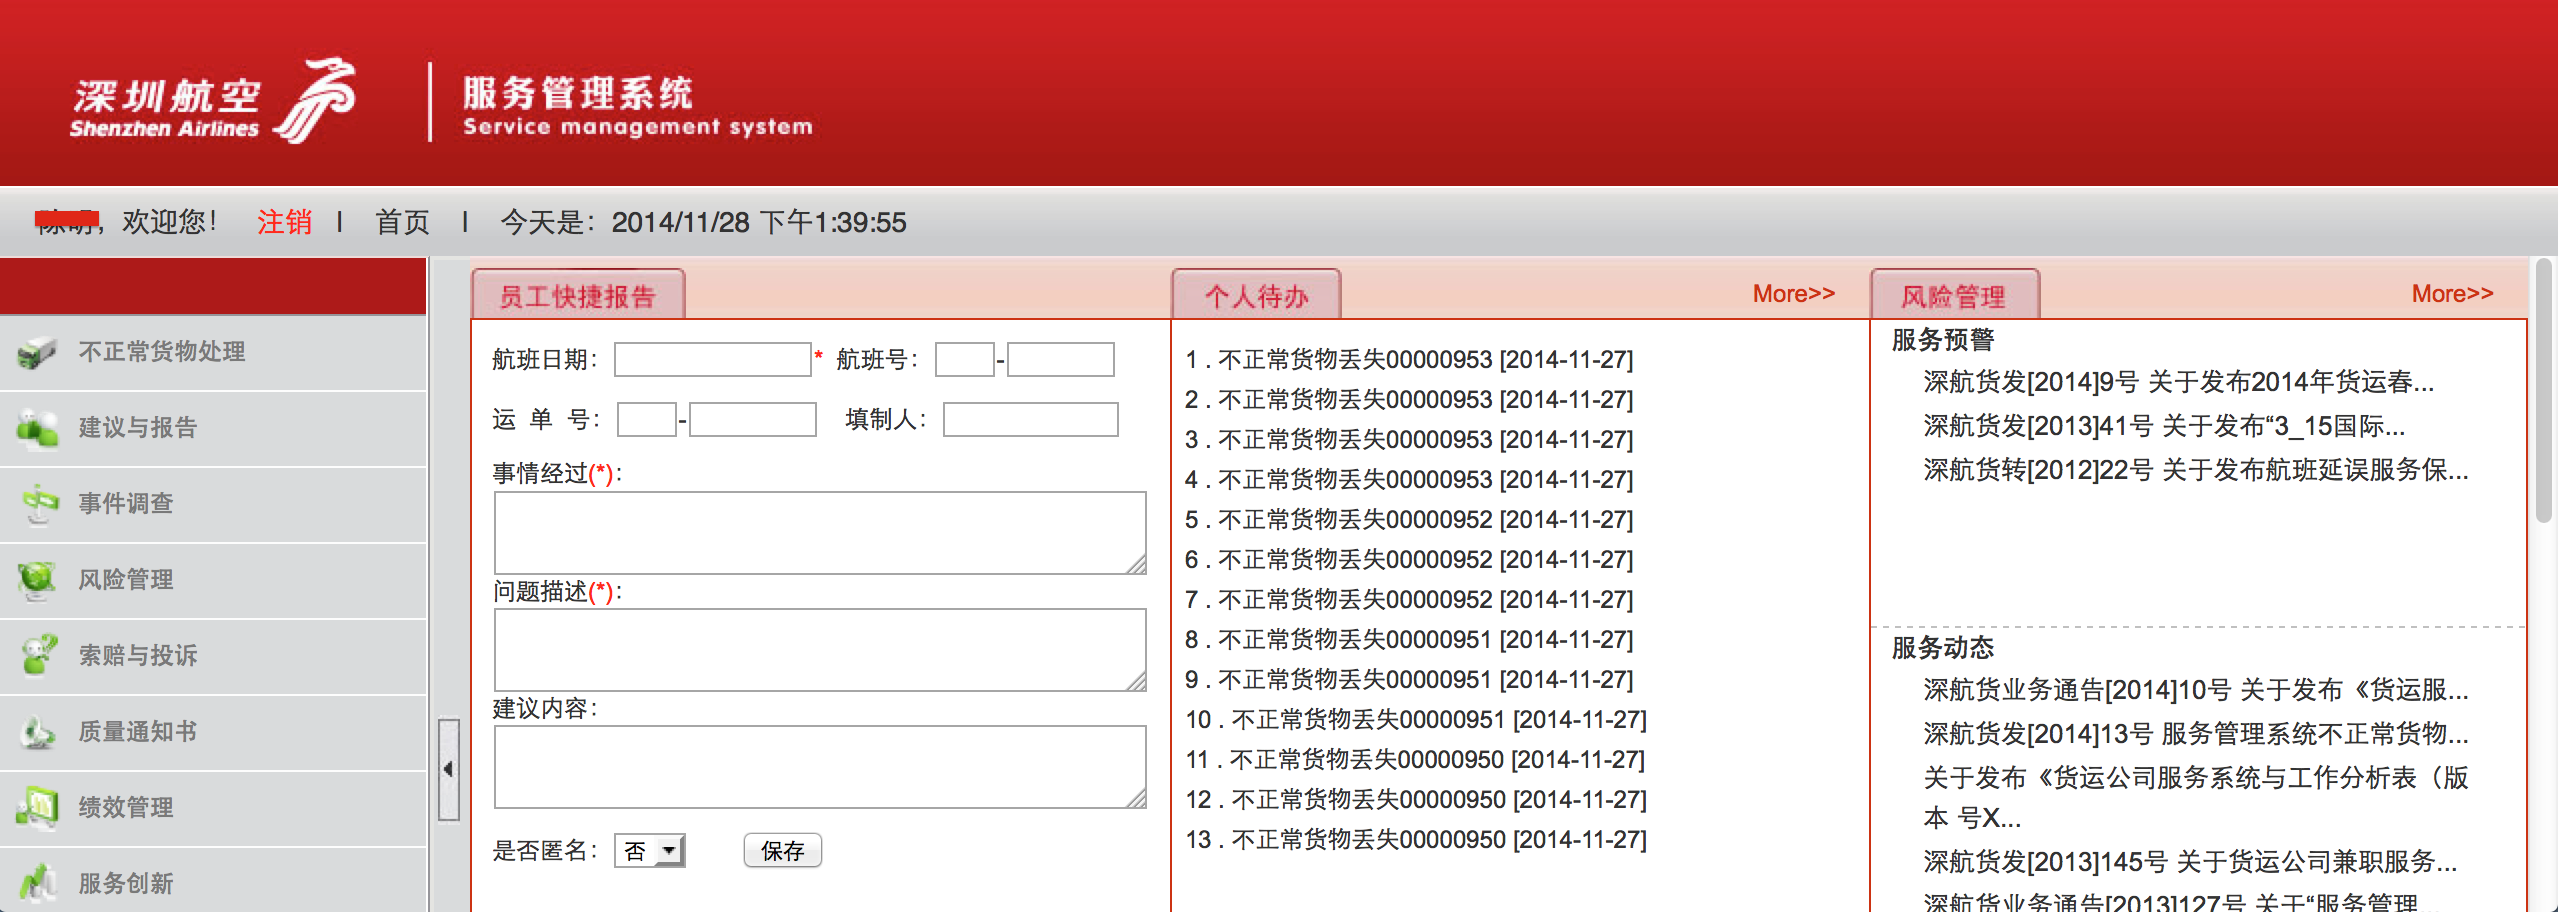 深圳航空
Shenzhen Airlines
服务管理系统
Service management system
，欢迎您！ 注销 | 首页 | 今天是：2014/11/28 下午1:39:55
不正常货物处理
建议与报告
事件调查
风险管理
索赔与投诉
质量通知书
绩效管理
服务创新
员工快捷报告
航班日期： * 航班号： -
运 单 号： - 填制人：
事情经过(*)：
问题描述(*)：
建议内容：
是否匿名： 否 保存
个人待办 More>>
1 . 不正常货物丢失00000953 [2014-11-27]
2 . 不正常货物丢失00000953 [2014-11-27]
3 . 不正常货物丢失00000953 [2014-11-27]
4 . 不正常货物丢失00000953 [2014-11-27]
5 . 不正常货物丢失00000952 [2014-11-27]
6 . 不正常货物丢失00000952 [2014-11-27]
7 . 不正常货物丢失00000952 [2014-11-27]
8 . 不正常货物丢失00000951 [2014-11-27]
9 . 不正常货物丢失00000951 [2014-11-27]
10 . 不正常货物丢失00000951 [2014-11-27]
11 . 不正常货物丢失00000950 [2014-11-27]
12 . 不正常货物丢失00000950 [2014-11-27]
13 . 不正常货物丢失00000950 [2014-11-27]
风险管理 More>>
服务预警
深航货发[2014]9号 关于发布2014年货运春...
深航货发[2013]41号 关于发布“3_15国际...
深航货转[2012]22号 关于发布航班延误服务保...
服务动态
深航货业务通告[2014]10号 关于发布《货运服...
深航货发[2014]13号 服务管理系统不正常货物...
关于发布《货运公司服务系统与工作分析表（版
本 号X...
深航货发[2013]145号 关于货运公司兼职服务...
深航货业务通告[2013]127号 关于“服务管理...